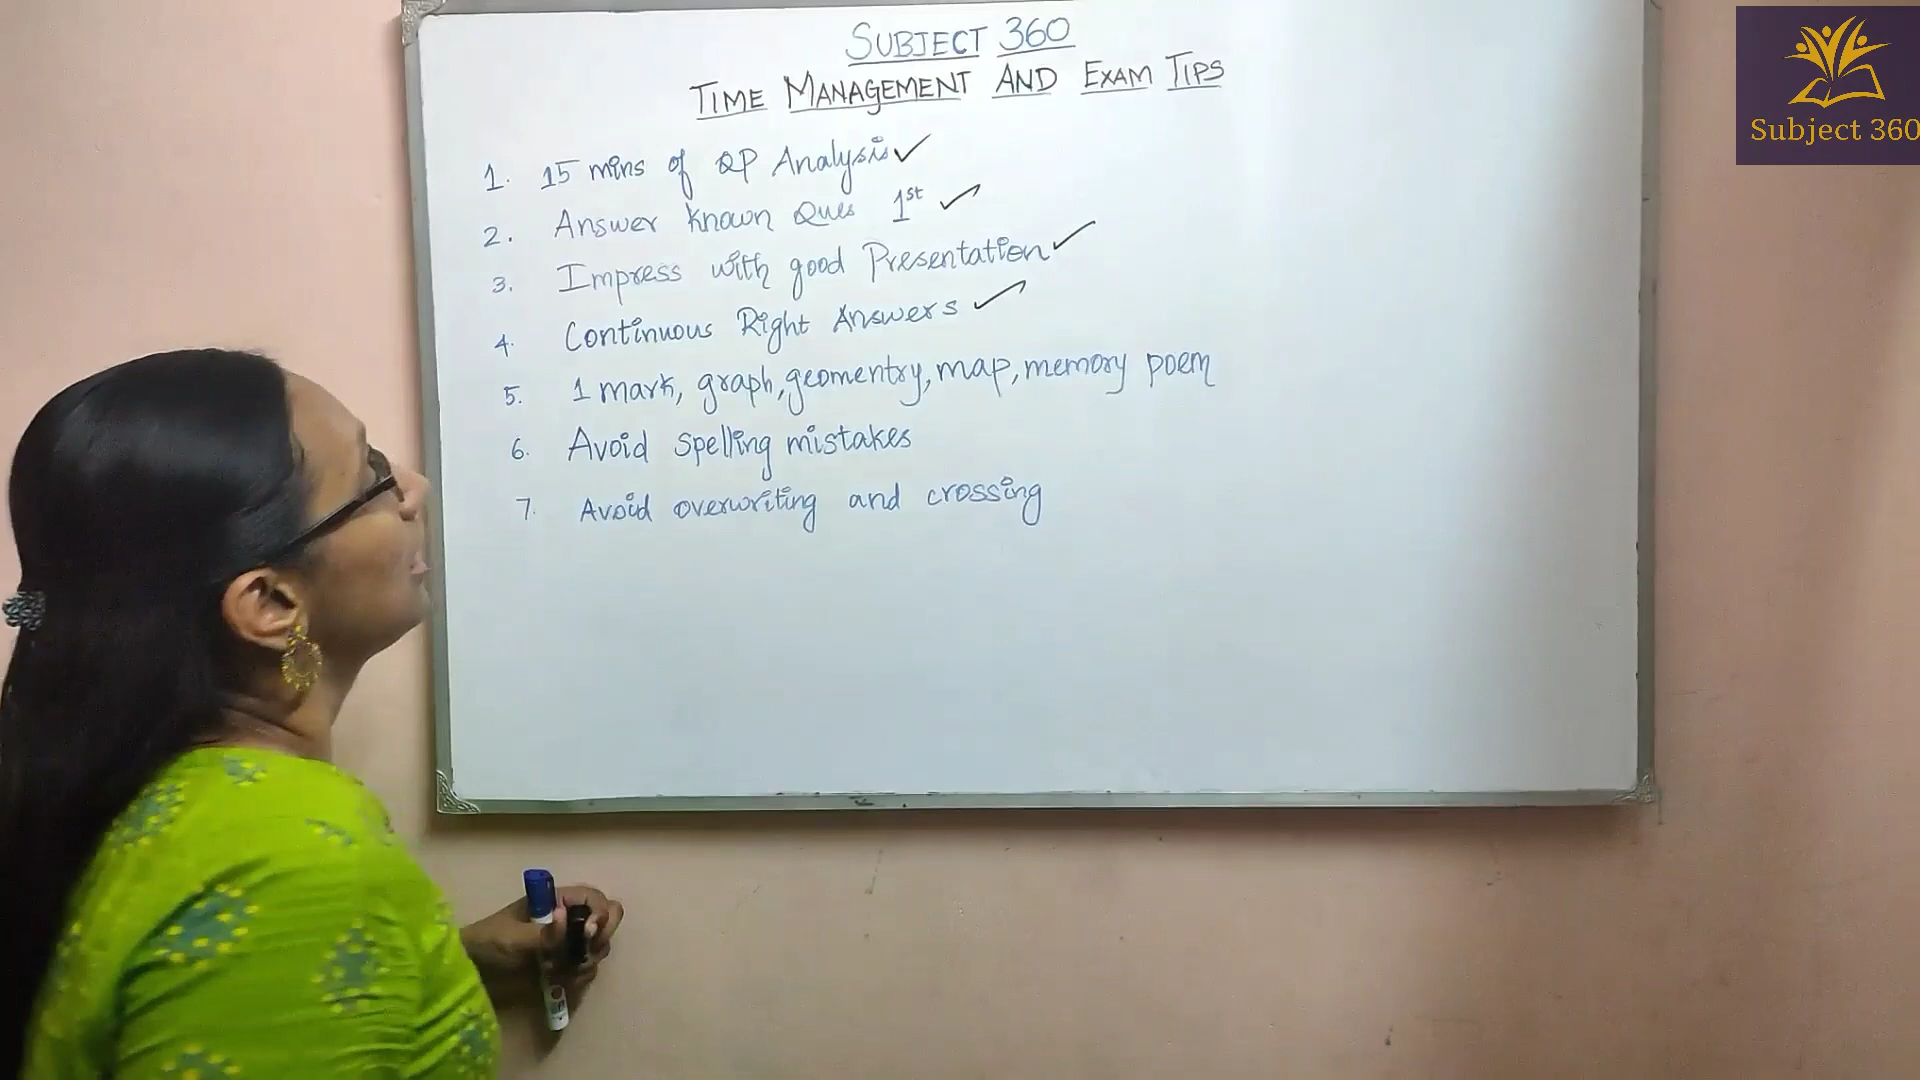 SUBJECT 360
TIME MANAGEMENT AND EXAM TIPS
1. 15 mins of QP Analysis ✓
2. Answer known Ques 1st ✓
3. Impress with good Presentation ✓
4. Continuous Right Answers ✓
5. 1 mark, graph, geomentry, map, memory poem
6. Avoid spelling mistakes
7. Avoid overwriting and crossing
Subject 360